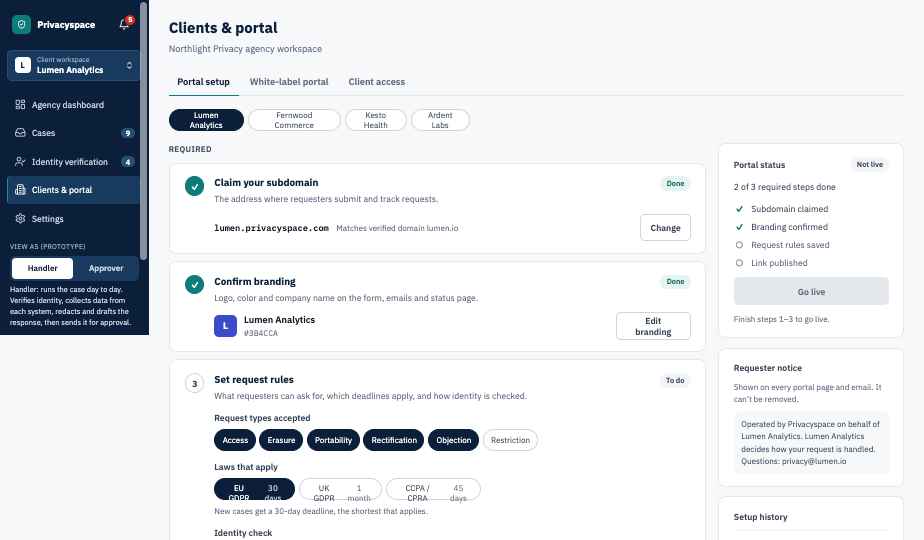 Privacyspace
5
Client workspace
L
Lumen Analytics
Agency dashboard
Cases
9
Identity verification
4
Clients & portal
Settings
VIEW AS (PROTOTYPE)
Handler
Approver
Handler: runs the case day to day.
Verifies identity, collects data from
each system, redacts and drafts the
response, then sends it for approval.
Clients & portal
Northlight Privacy agency workspace
Portal setup
White-label portal
Client access
Lumen
Analytics
Fernwood
Commerce
Kesto
Health
Ardent
Labs
REQUIRED
Claim your subdomain
Done
The address where requesters submit and track requests.
lumen.privacyspace.com
Matches verified domain lumen.io
Change
Confirm branding
Done
Logo, color and company name on the form, emails and status page.
L
Lumen Analytics
#3B4CCA
Edit
branding
3
Set request rules
To do
What requesters can ask for, which deadlines apply, and how identity is checked.
Request types accepted
Access
Erasure
Portability
Rectification
Objection
Restriction
Laws that apply
EU
GDPR
30
days
UK
GDPR
1
month
CCPA /
CPRA
45
days
New cases get a 30-day deadline, the shortest that applies.
Identity check
Portal status
Not live
2 of 3 required steps done
Subdomain claimed
Branding confirmed
Request rules saved
Link published
Go live
Finish steps 1–3 to go live.
Requester notice
Shown on every portal page and email. It
can't be removed.
Operated by Privacyspace on behalf of
Lumen Analytics. Lumen Analytics
decides how your request is handled.
Questions: privacy@lumen.io
Setup history